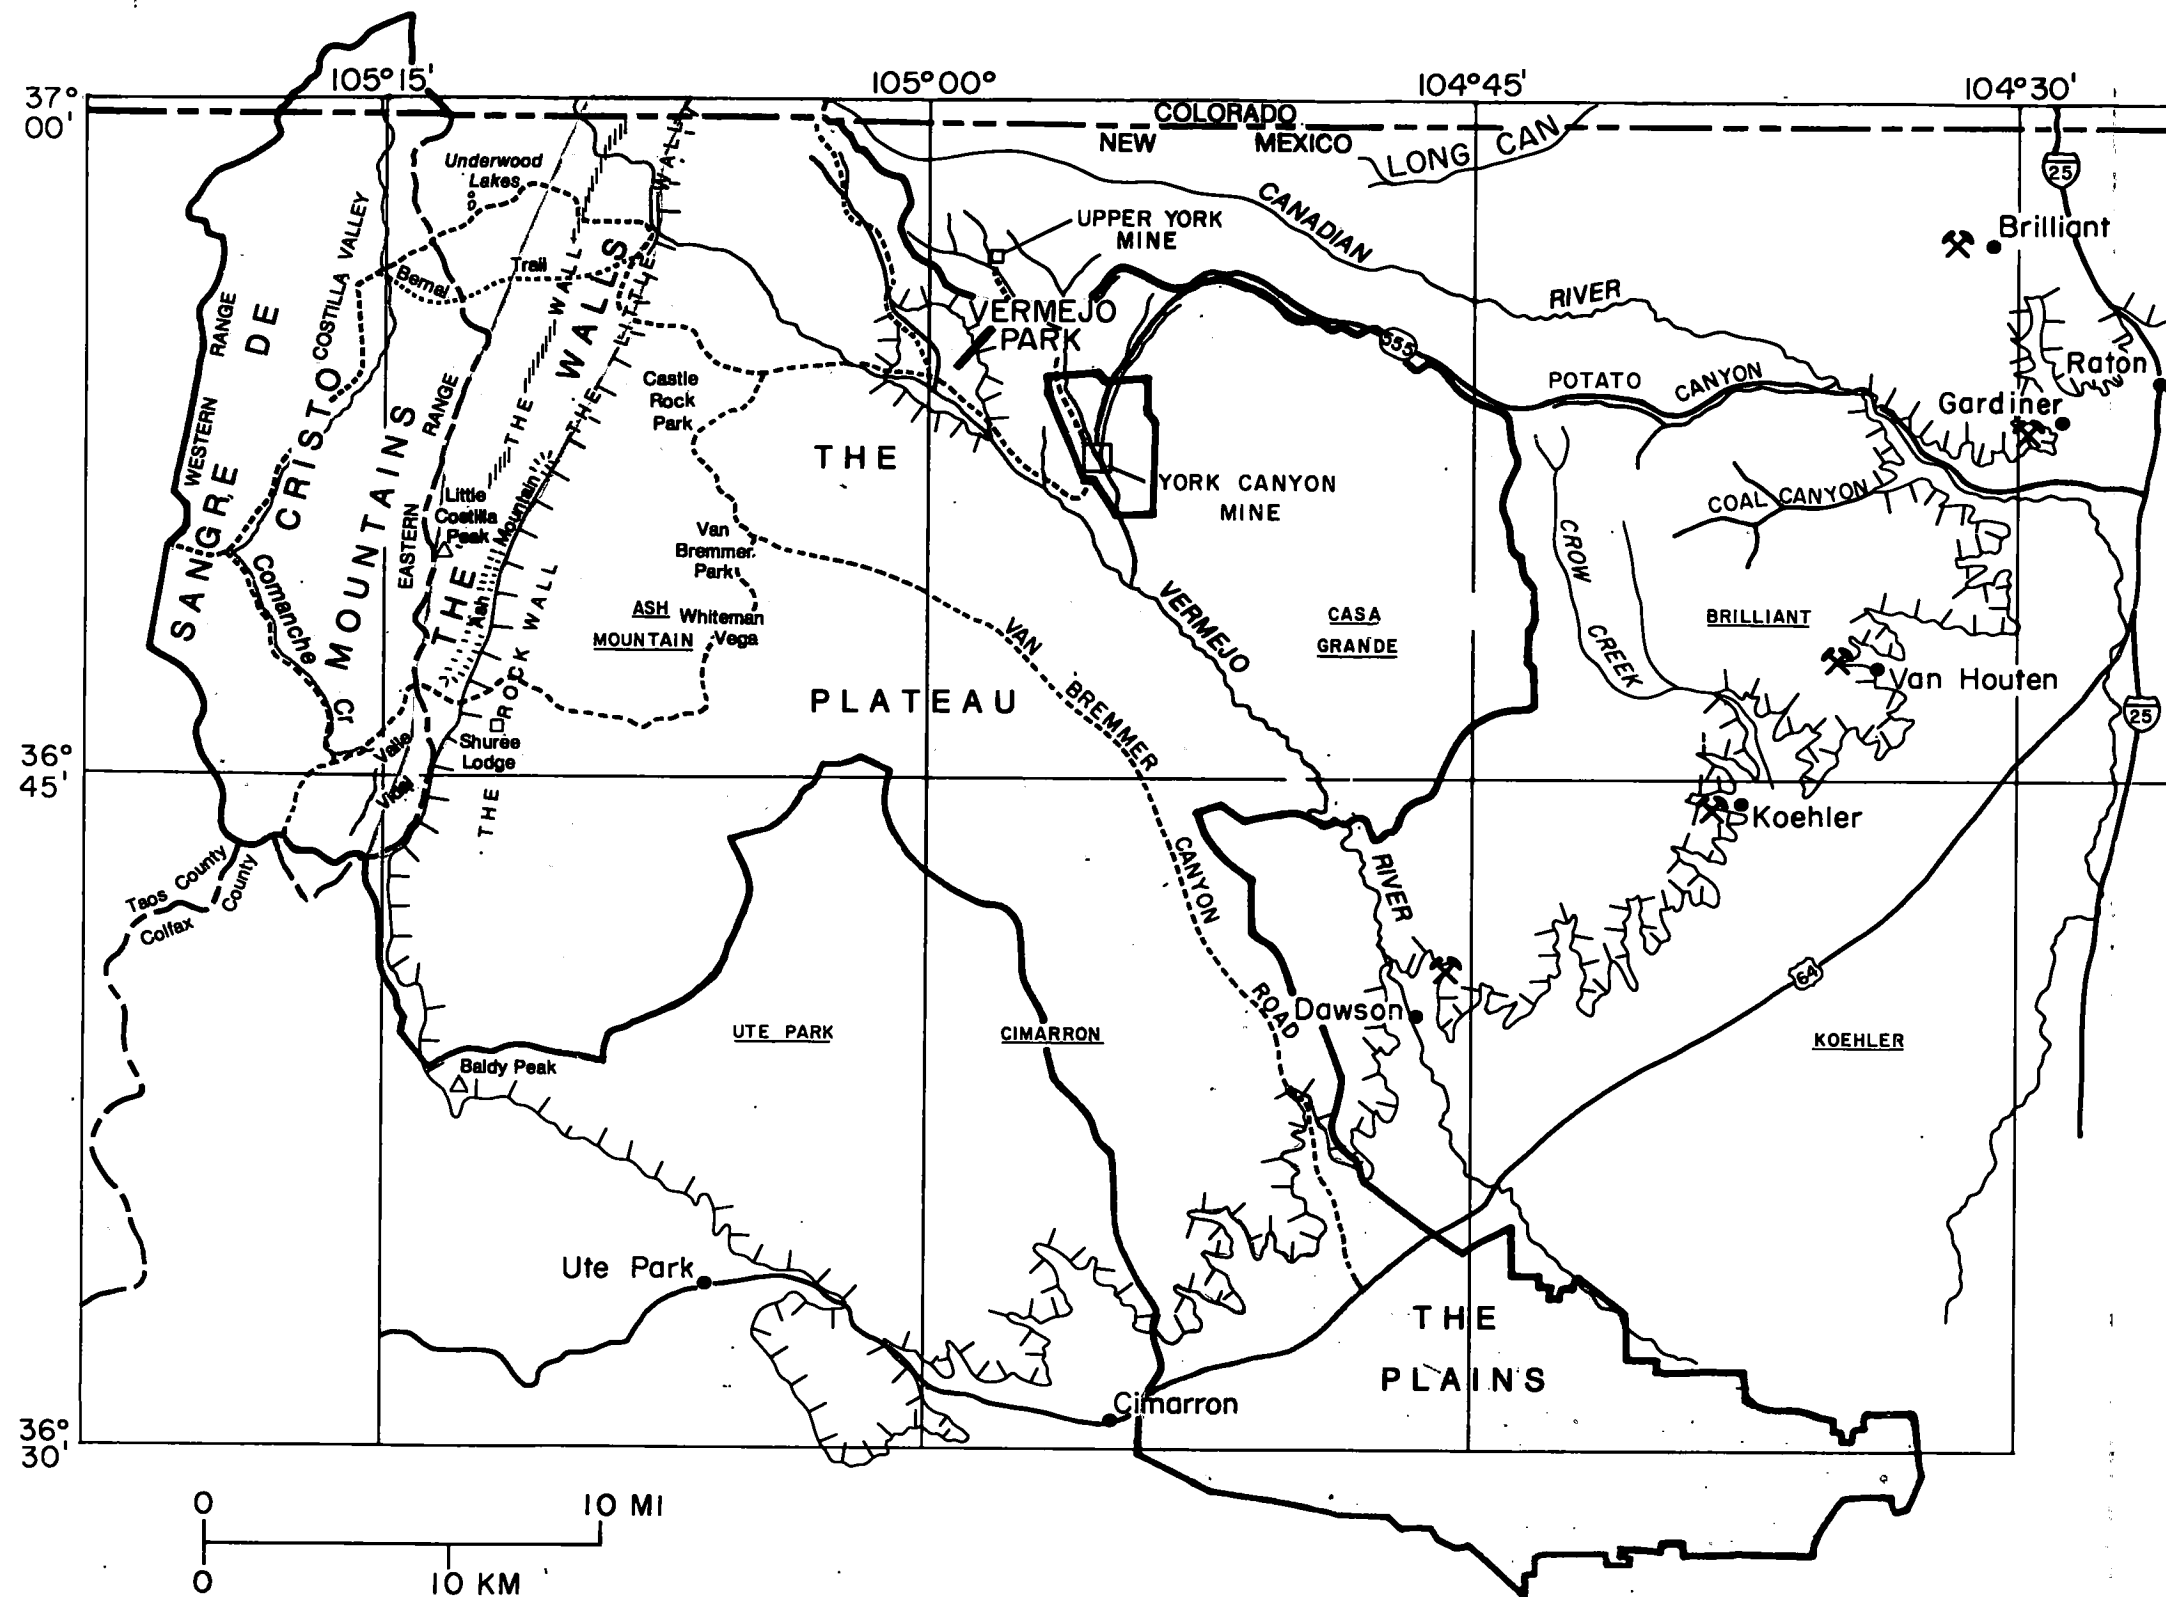 105°15'
105°00°
104°45'
104°30'
37°
00'
COLORADO
NEW MEXICO
LONG CAN
25
Underwood
Lakes
WALL
CANADIAN
RIVER
UPPER YORK
MINE
Brilliant
COSTILLA VALLEY
Bernal Trail
WESTERN RANGE
SANGRE DE
CRISTO
MOUNTAINS
EASTERN RANGE
THE WALL
THE WALLS
THE LITTLE
VERMEJO
PARK
555
POTATO CANYON
Raton
Gardiner
Castle
Rock
Park
THE
YORK CANYON
MINE
COAL CANYON
Little
Costilla
Peak
Ash Mountain
Van
Bremmer
Park
CROW
CREEK
Comanche
Cr
THE ROCK WALL
ASH
MOUNTAIN
Whiteman
Vega
VERMEJO
CASA
GRANDE
BRILLIANT
VAN
BREMMER
CANYON
ROAD
Van Houten
PLATEAU
25
Shuree
Lodge
Valle
Vidal
36°
45'
Koehler
RIVER
Taos County
Colfax County
64
Dawson
UTE PARK
CIMARRON
KOEHLER
Baldy Peak
Ute Park
THE
PLAINS
Cimarron
36°
30'
0 10 MI
0 10 KM